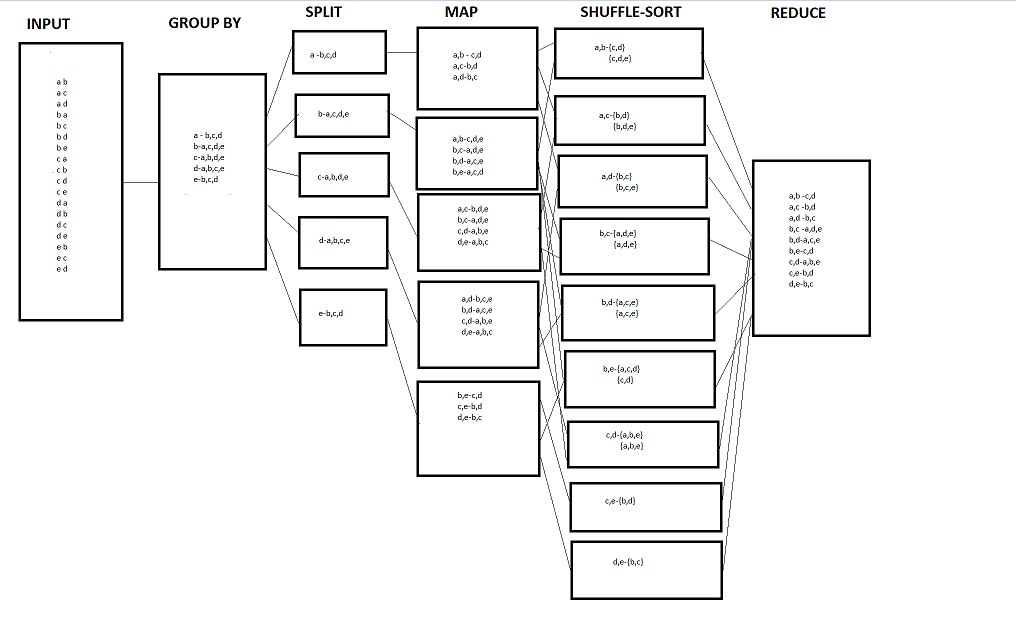 INPUT
GROUP BY
SPLIT
MAP
SHUFFLE-SORT
REDUCE
a b
a c
a d
b a
b c
b d
b e
c a
c b
c d
c e
d a
d b
d c
d e
e b
e c
e d
a - b,c,d
b-a,c,d,e
c-a,b,d,e
d-a,b,c,e
e-b,c,d
a -b,c,d
b-a,c,d,e
c-a,b,d,e
d-a,b,c,e
e-b,c,d
a,b - c,d
a,c-b,d
a,d-b,c
a,b-c,d,e
b,c-a,d,e
b,d-a,c,e
b,e-a,c,d
a,c-b,d,e
b,c-a,d,e
c,d-a,b,e
d,e-a,b,c
a,d-b,c,e
b,d-a,c,e
c,d-a,b,e
d,e-a,b,c
b,e-c,d
c,e-b,d
d,e-b,c
a,b-{c,d}
{c,d,e}
a,c-{b,d}
{b,d,e}
a,d-{b,c}
{b,c,e}
b,c-{a,d,e}
{a,d,e}
b,d-{a,c,e}
{a,c,e}
b,e-{a,c,d}
{c,d}
c,d-{a,b,e}
{a,b,e}
c,e-{b,d}
d,e-{b,c}
a,b -c,d
a,c -b,d
a,d -b,c
b,c -a,d,e
b,d-a,c,e
b,e-c,d
c,d-a,b,e
c,e-b,d
d,e-b,c